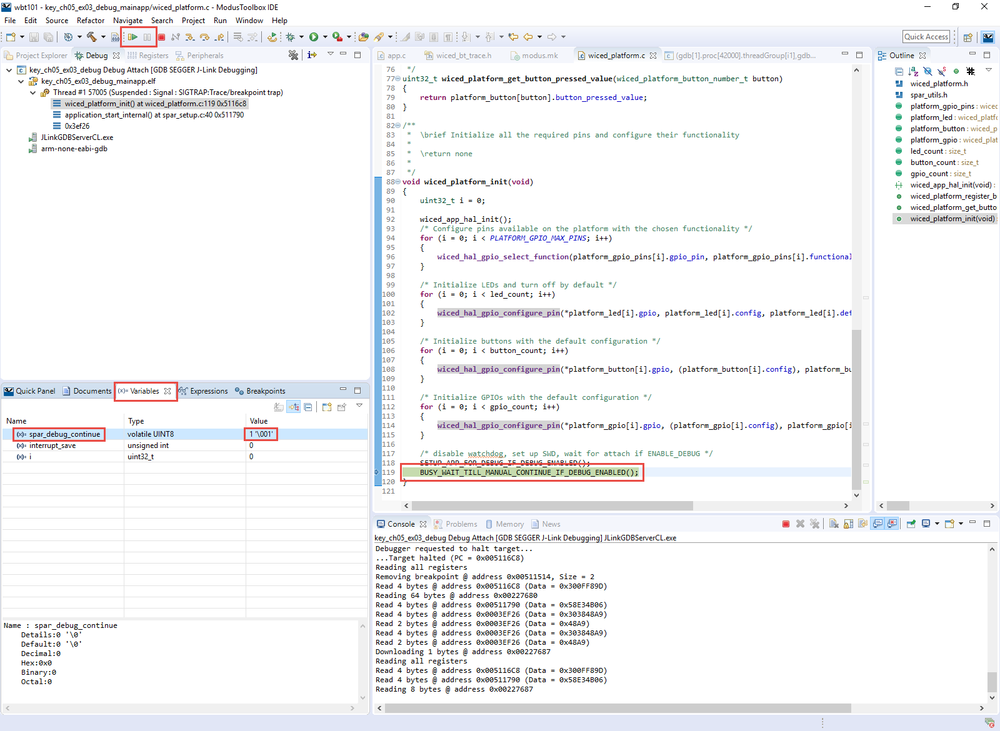 wbt101 - key_ch05_ex03_debug_mainapp/wiced_platform.c - ModusToolbox IDE
File Edit Source Refactor Navigate Search Project Run Window Help
Quick Access
Project Explorer Debug Registers Peripherals
key_ch05_ex03_debug Debug Attach [GDB SEGGER J-Link Debugging]
key_ch05_ex03_debug_mainapp.elf
Thread #1 57005 (Suspended : Signal : SIGTRAP:Trace/breakpoint trap)
wiced_platform_init() at wiced_platform.c:119 0x5116c8
application_start_internal() at spar_setup.c:40 0x511790
0x3ef26
JLinkGDBServerCL.exe
arm-none-eabi-gdb
Quick Panel Documents (x)= Variables Expressions Breakpoints
Name Type Value
(x)= spar_debug_continue volatile UINT8 1 '\001'
(x)= interrupt_save unsigned int 0
(x)= i uint32_t 0
Name : spar_debug_continue
Details:0 '\0'
Default:0 '\0'
Decimal:0
Hex:0x0
Binary:0
Octal:0
app.c wiced_bt_trace.h modus.mk wiced_platform.c (gdb[1].proc[42000].threadGroup[i1],gdb...
76 */
77 uint32_t wiced_platform_get_button_pressed_value(wiced_platform_button_number_t button)
78 {
79 return platform_button[button].button_pressed_value;
80 }
81
82 /**
83 * \brief Initialize all the required pins and configure their functionality
84 *
85 * \return none
86 *
87 */
88 void wiced_platform_init(void)
89 {
90 uint32_t i = 0;
91
92 wiced_app_hal_init();
93 /* Configure pins available on the platform with the chosen functionality */
94 for (i = 0; i < PLATFORM_GPIO_MAX_PINS; i++)
95 {
96 wiced_hal_gpio_select_function(platform_gpio_pins[i].gpio_pin, platform_gpio_pins[i].functional
97 }
98
99 /* Initialize LEDs and turn off by default */
100 for (i = 0; i < led_count; i++)
101 {
102 wiced_hal_gpio_configure_pin(*platform_led[i].gpio, platform_led[i].config, platform_led[i].def
103 }
104
105 /* Initialize buttons with the default configuration */
106 for (i = 0; i < button_count; i++)
107 {
108 wiced_hal_gpio_configure_pin(*platform_button[i].gpio, (platform_button[i].config), platform_bu
109 }
110
111 /* Initialize GPIOs with the default configuration */
112 for (i = 0; i < gpio_count; i++)
113 {
114 wiced_hal_gpio_configure_pin(*platform_gpio[i].gpio, (platform_gpio[i].config), platform_gpio[i
115 }
116
117 /* disable watchdog, set up SWD, wait for attach if ENABLE_DEBUG */
118 SETUP_APP_FOR_DEBUG_IF_DEBUG_ENABLED();
119 BUSY_WAIT_TILL_MANUAL_CONTINUE_IF_DEBUG_ENABLED();
120 }
121
Outline
wiced_platform.h
spar_utils.h
platform_gpio_pins : wiced
platform_led : wiced_platfo
platform_button : wiced_p
platform_gpio : wiced_plat
led_count : size_t
button_count : size_t
gpio_count : size_t
wiced_app_hal_init(void) :
wiced_platform_register_b
wiced_platform_get_butto
wiced_platform_init(void) :
Console Problems Memory News
key_ch05_ex03_debug Debug Attach [GDB SEGGER J-Link Debugging] JLinkGDBServerCL.exe
Debugger requested to halt target...
...Target halted (PC = 0x005116C8)
Reading all registers
Removing breakpoint @ address 0x00511514, Size = 2
Read 4 bytes @ address 0x005116C8 (Data = 0x300FF89D)
Reading 64 bytes @ address 0x00227680
Read 4 bytes @ address 0x00511790 (Data = 0x58E34B06)
Read 4 bytes @ address 0x0003EF26 (Data = 0x303848A9)
Read 2 bytes @ address 0x0003EF26 (Data = 0x48A9)
Read 4 bytes @ address 0x0003EF26 (Data = 0x303848A9)
Read 2 bytes @ address 0x0003EF26 (Data = 0x48A9)
Downloading 1 bytes @ address 0x00227687
Reading all registers
Read 4 bytes @ address 0x005116C8 (Data = 0x300FF89D)
Read 4 bytes @ address 0x00511790 (Data = 0x58E34B06)
Reading 8 bytes @ address 0x00227687